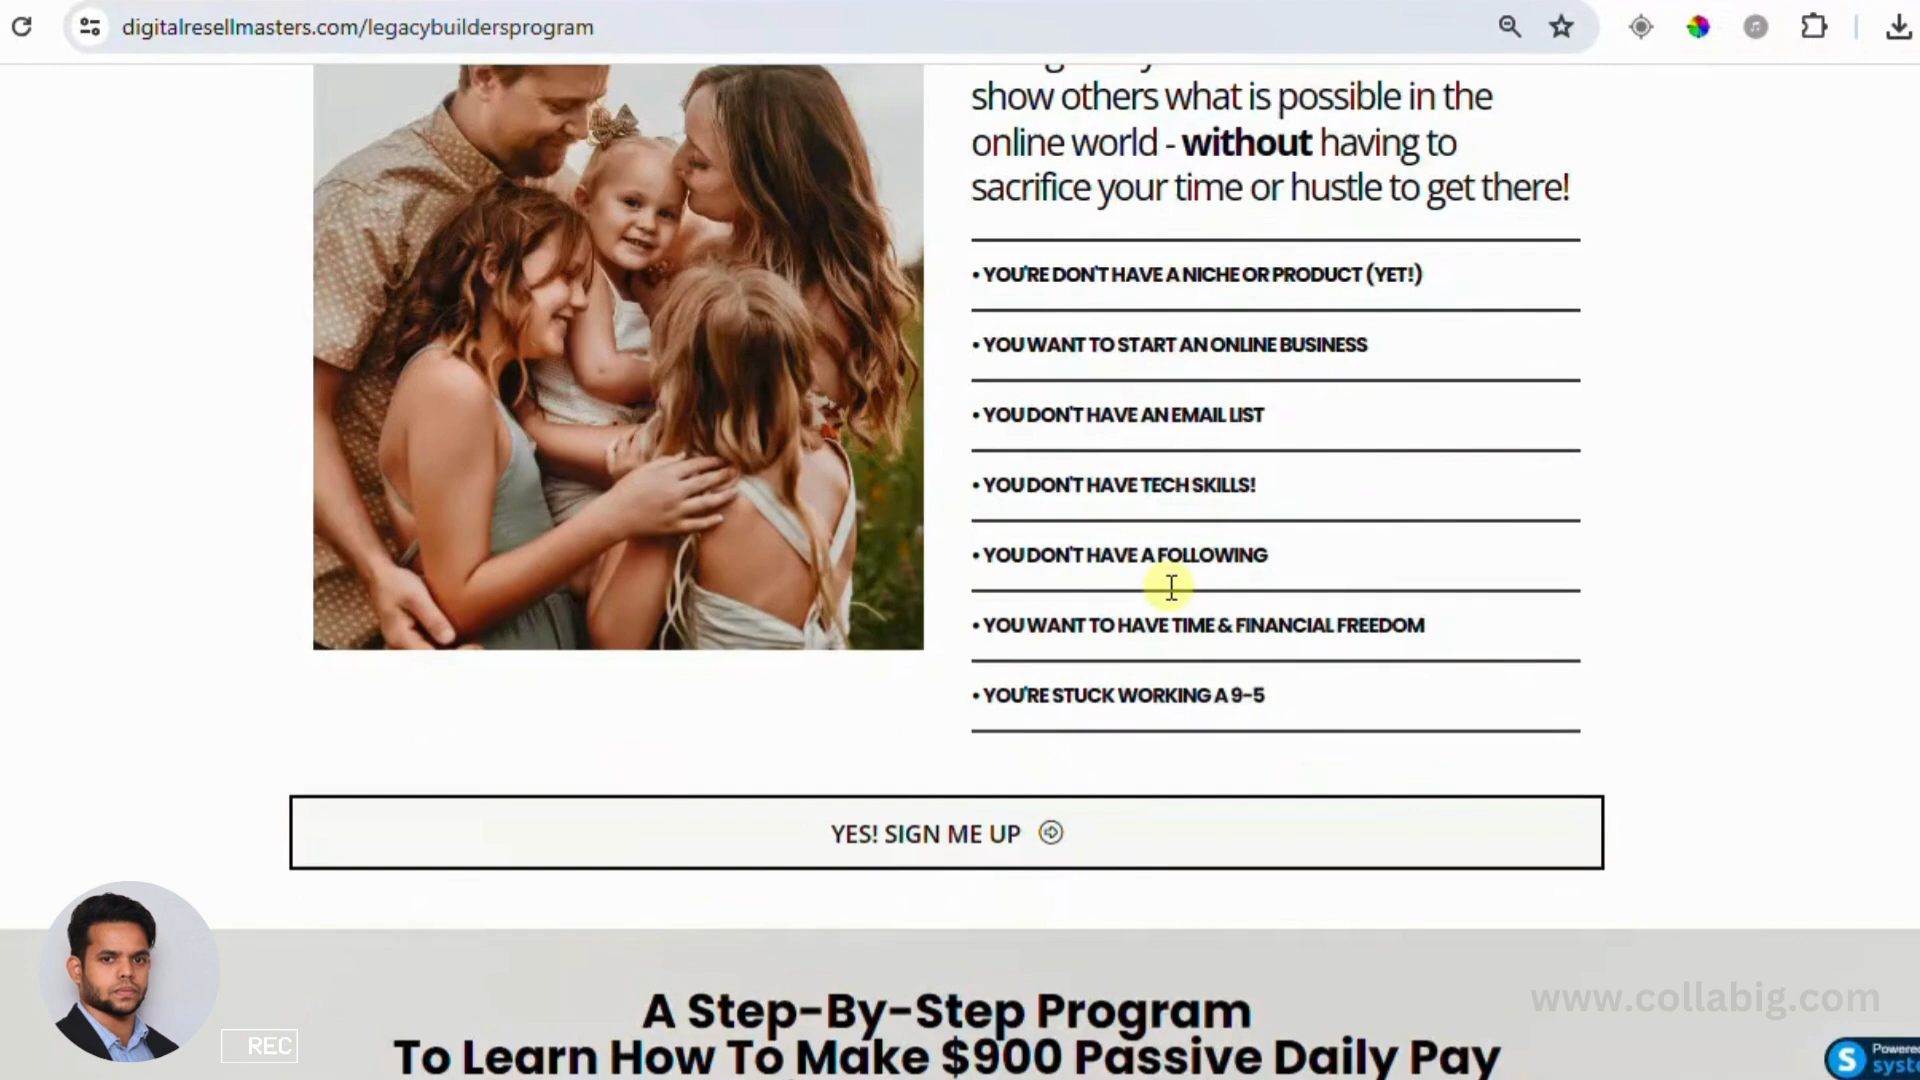 digitalresellmasters.com/legacybuildersprogram
show others what is possible in the
online world - without having to
sacrifice your time or hustle to get there!
• YOU'RE DON'T HAVE A NICHE OR PRODUCT (YET!)
• YOU WANT TO START AN ONLINE BUSINESS
• YOU DON'T HAVE AN EMAIL LIST
• YOU DON'T HAVE TECH SKILLS!
• YOU DON'T HAVE A FOLLOWING
• YOU WANT TO HAVE TIME & FINANCIAL FREEDOM
• YOU'RE STUCK WORKING A 9-5
YES! SIGN ME UP
www.collabig.com
REC
A Step-By-Step Program
To Learn How To Make $900 Passive Daily Pay
S